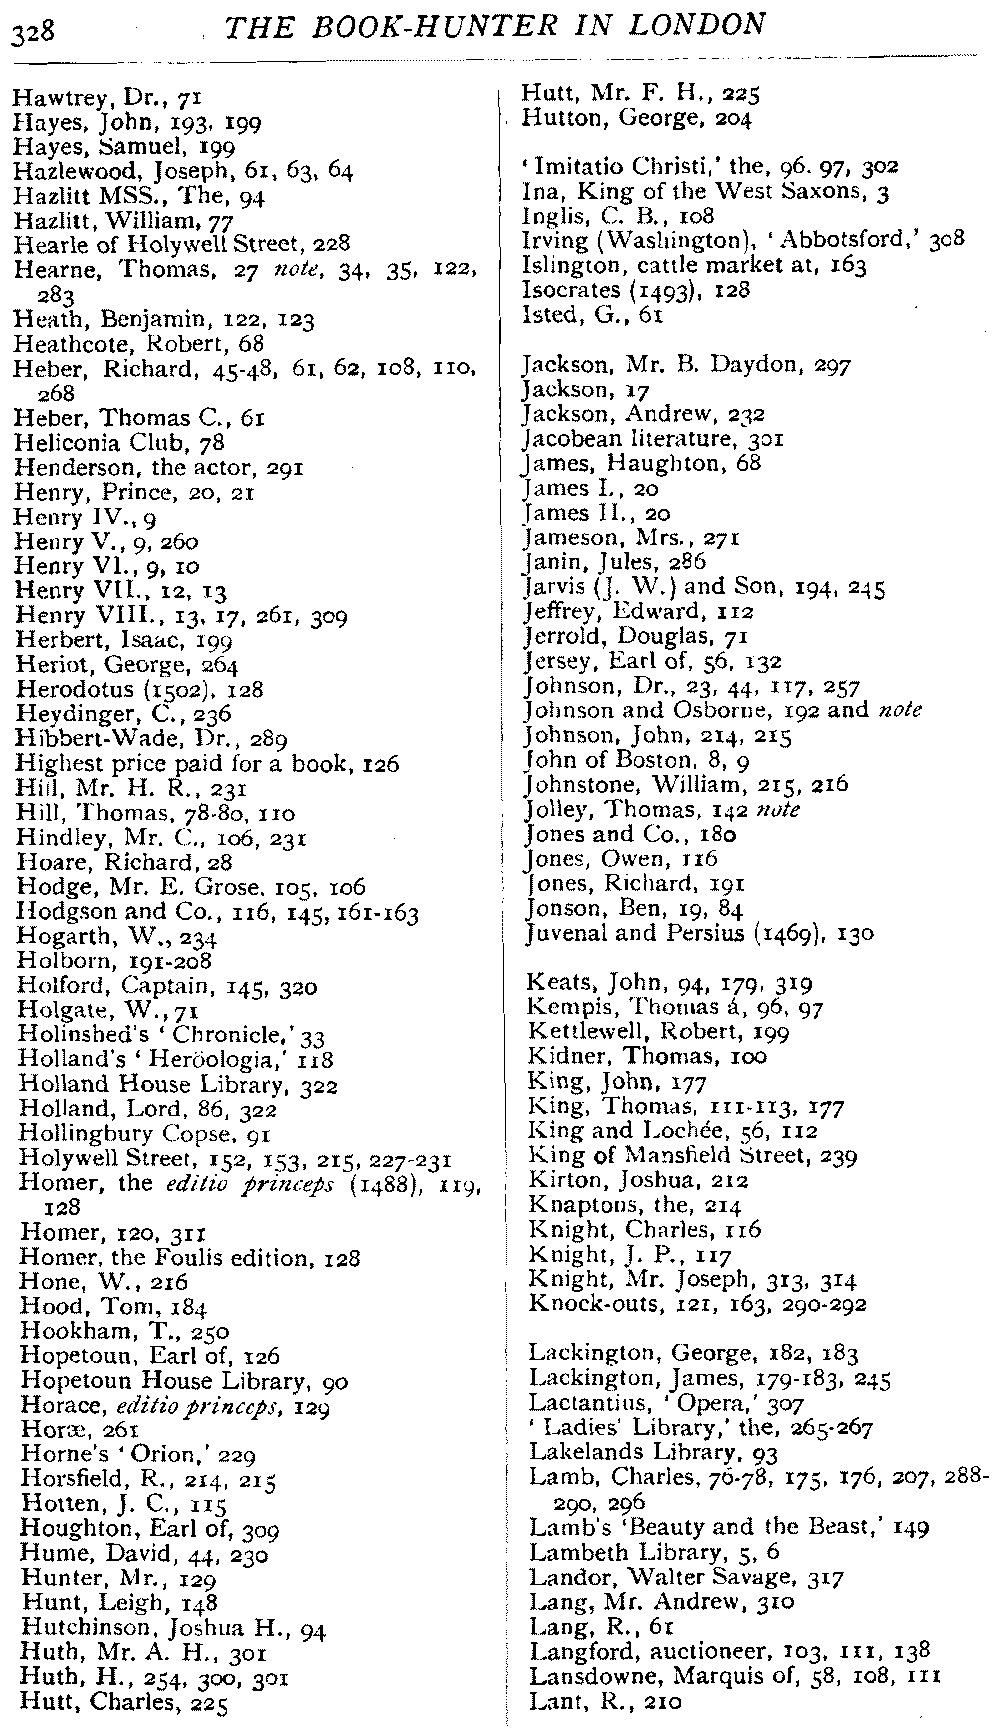 328 THE BOOK-HUNTER IN LONDON
Hawtrey, Dr., 71
Hayes, John, 193, 199
Hayes, Samuel, 199
Hazlewood, Joseph, 61, 63, 64
Hazlitt MSS., The, 94
Hazlitt, William, 77
Hearle of Holywell Street, 228
Hearne, Thomas, 27 note, 34, 35, 122,
283
Heath, Benjamin, 122, 123
Heathcote, Robert, 68
Heber, Richard, 45-48, 61, 62, 108, 110,
268
Heber, Thomas C., 61
Heliconia Club, 78
Henderson, the actor, 291
Henry, Prince, 20, 21
Henry IV., 9
Henry V., 9, 260
Henry VI., 9, 10
Henry VII., 12, 13
Henry VIII., 13, 17, 261, 309
Herbert, Isaac, 199
Heriot, George, 264
Herodotus (1502), 128
Heydinger, C., 236
Hibbert-Wade, Dr., 289
Highest price paid for a book, 126
Hill, Mr. H. R., 231
Hill, Thomas, 78-80, 110
Hindley, Mr. C., 106, 231
Hoare, Richard, 28
Hodge, Mr. E. Grose, 105, 106
Hodgson and Co., 116, 145, 161-163
Hogarth, W., 234
Holborn, 191-208
Holford, Captain, 145, 320
Holgate, W., 71
Holinshed's ‘Chronicle,’ 33
Holland's ‘Heröologia,’ 118
Holland House Library, 322
Holland, Lord, 86, 322
Hollingbury Copse, 91
Holywell Street, 152, 153, 215, 227-231
Homer, the editio princeps (1488), 119,
128
Homer, 120, 311
Homer, the Foulis edition, 128
Hone, W., 216
Hood, Tom, 184
Hookham, T., 250
Hopetoun, Earl of, 126
Hopetoun House Library, 90
Horace, editio princeps, 129
Horæ, 261
Horne's ‘Orion,’ 229
Horsfield, R., 214, 215
Hotten, J. C., 115
Houghton, Earl of, 309
Hume, David, 44, 230
Hunter, Mr., 129
Hunt, Leigh, 148
Hutchinson, Joshua H., 94
Huth, Mr. A. H., 301
Huth, H., 254, 300, 301
Hutt, Charles, 225
Hutt, Mr. F. H., 225
Hutton, George, 204
‘Imitatio Christi,’ the, 96. 97, 302
Ina, King of the West Saxons, 3
Inglis, C. B., 108
Irving (Washington), ‘Abbotsford,’ 308
Islington, cattle market at, 163
Isocrates (1493), 128
Isted, G., 61
Jackson, Mr. B. Daydon, 297
Jackson, 17
Jackson, Andrew, 232
Jacobean literature, 301
James, Haughton, 68
James I., 20
James II., 20
Jameson, Mrs., 271
Janin, Jules, 286
Jarvis (J. W.) and Son, 194, 245
Jeffrey, Edward, 112
Jerrold, Douglas, 71
Jersey, Earl of, 56, 132
Johnson, Dr., 23, 44, 117, 257
Johnson and Osborne, 192 and note
Johnson, John, 214, 215
John of Boston, 8, 9
Johnstone, William, 215, 216
Jolley, Thomas, 142 note
Jones and Co., 180
Jones, Owen, 116
Jones, Richard, 191
Jonson, Ben, 19, 84
Juvenal and Persius (1469), 130
Keats, John, 94, 179, 319
Kempis, Thomas á, 96, 97
Kettlewell, Robert, 199
Kidner, Thomas, 100
King, John, 177
King, Thomas, 111-113, 177
King and Lochée, 56, 112
King of Mansfield Street, 239
Kirton, Joshua, 212
Knaptons, the, 214
Knight, Charles, 116
Knight, J. P., 117
Knight, Mr. Joseph, 313, 314
Knock-outs, 121, 163, 290-292
Lackington, George, 182, 183
Lackington, James, 179-183, 245
Lactantius, ‘Opera,’ 307
‘Ladies' Library,’ the, 265-267
Lakelands Library, 93
Lamb, Charles, 76-78, 175, 176, 207, 288-
290, 296
Lamb's ‘Beauty and the Beast,’ 149
Lambeth Library, 5, 6
Landor, Walter Savage, 317
Lang, Mr. Andrew, 310
Lang, R., 61
Langford, auctioneer, 103, 111, 138
Lansdowne, Marquis of, 58, 108, 111
Lant, R., 210